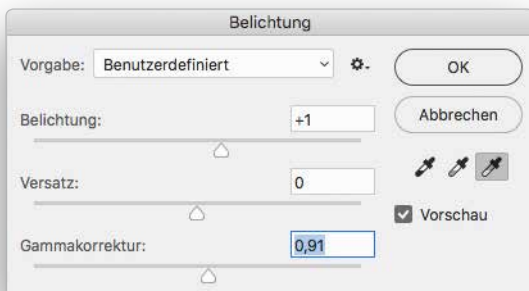 Belichtung
Vorgabe: Benutzerdefiniert
OK
Belichtung: +1
Abbrechen
Versatz: 0
Vorschau
Gammakorrektur: 0,91